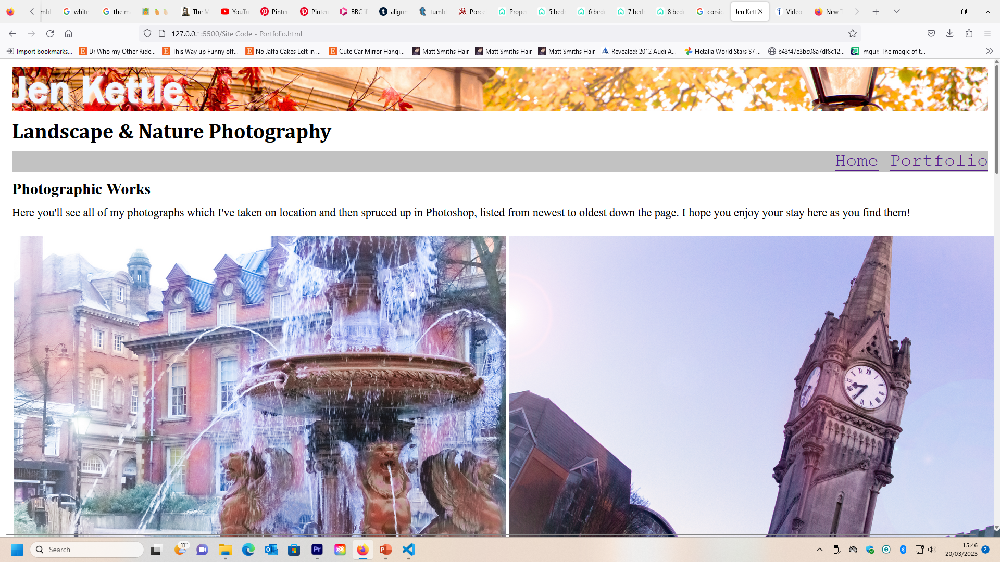 mbl white the m The M YouTu Pinter Pinter BBC iP alignm tumbl Porcel Prope 5 bedr 6 bedr 7 bedr 8 bedr corsic Jen Kett Video New T
127.0.0.1:5500/Site Code - Portfolio.html
Import bookmarks... Dr Who my Other Ride... This Way up Funny off... No Jaffa Cakes Left in ... Cute Car Mirror Hangi... Matt Smiths Hair Matt Smiths Hair Matt Smiths Hair Revealed: 2012 Audi A... Hetalia World Stars S7 ... b43f47e3bc08a7df8c12... Imgur: The magic of t...
Jen Kettle
Landscape & Nature Photography
Home Portfolio
Photographic Works
Here you'll see all of my photographs which I've taken on location and then spruced up in Photoshop, listed from newest to oldest down the page. I hope you enjoy your stay here as you find them!
Library
Search
11°
Pr
15:46
20/03/2023
2